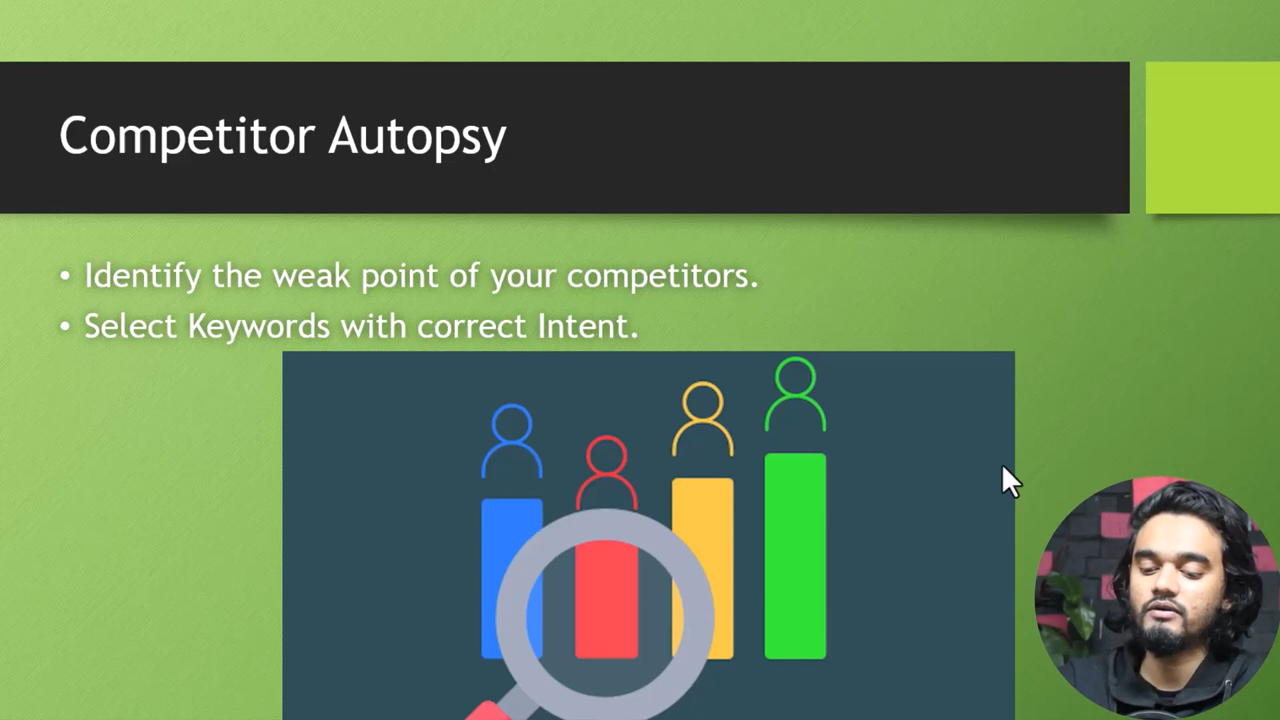 Competitor Autopsy
• Identify the weak point of your competitors.
• Select Keywords with correct Intent.